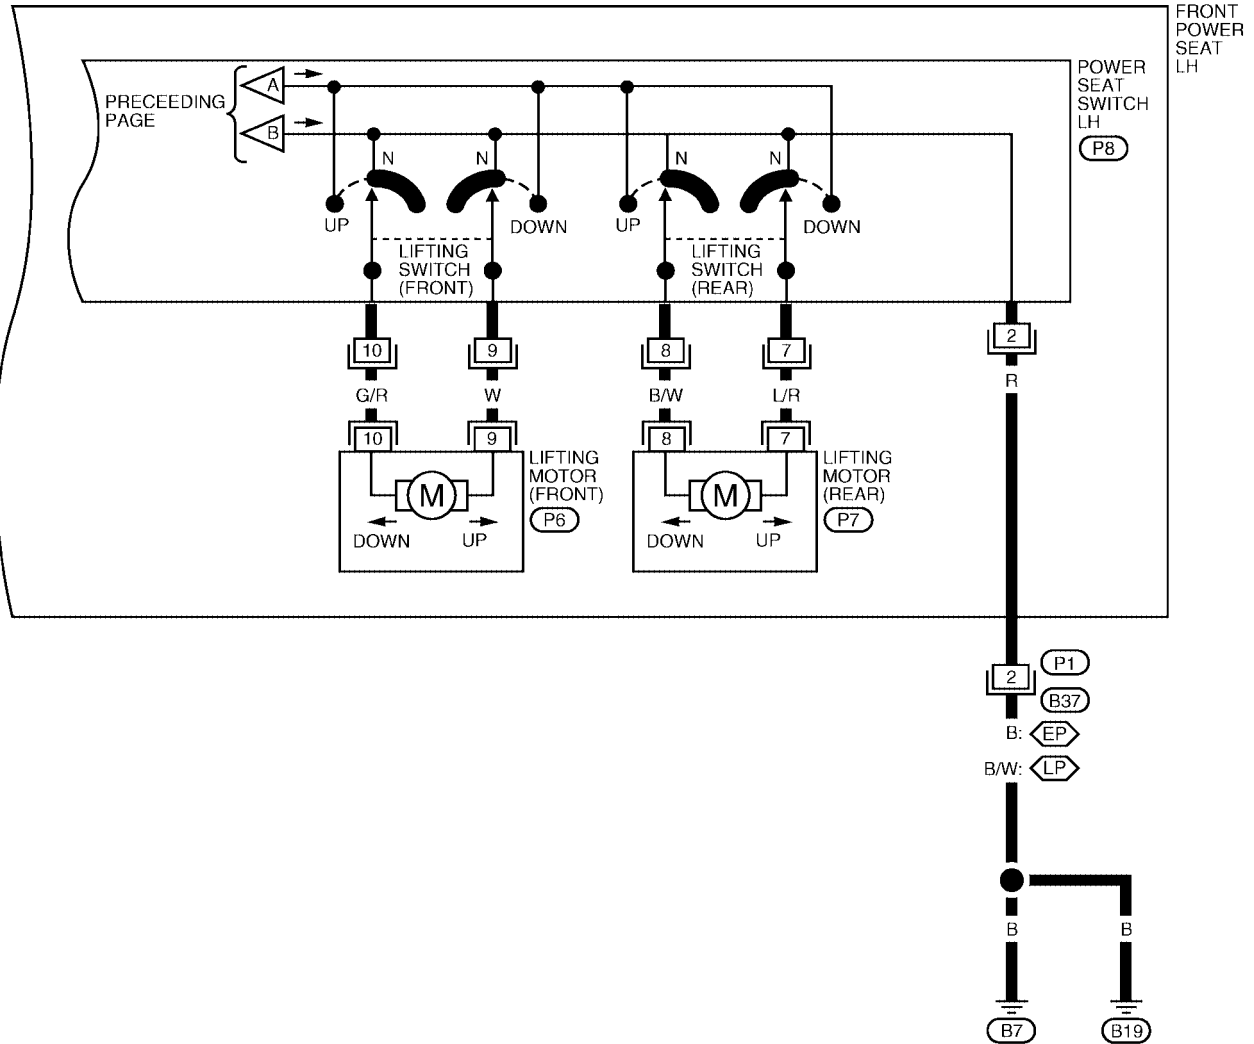 FRONT
POWER
SEAT
LH
POWER
SEAT
SWITCH
LH
P8
PRECEEDING
PAGE
A
B
N
N
N
N
UP
DOWN
UP
DOWN
LIFTING
SWITCH
(FRONT)
LIFTING
SWITCH
(REAR)
10
9
8
7
2
G/R
W
B/W
L/R
R
10
9
8
7
LIFTING
MOTOR
(FRONT)
P6
LIFTING
MOTOR
(REAR)
P7
M
M
DOWN
UP
DOWN
UP
2
P1
B37
B:
EP
B/W:
LP
B
B
B7
B19